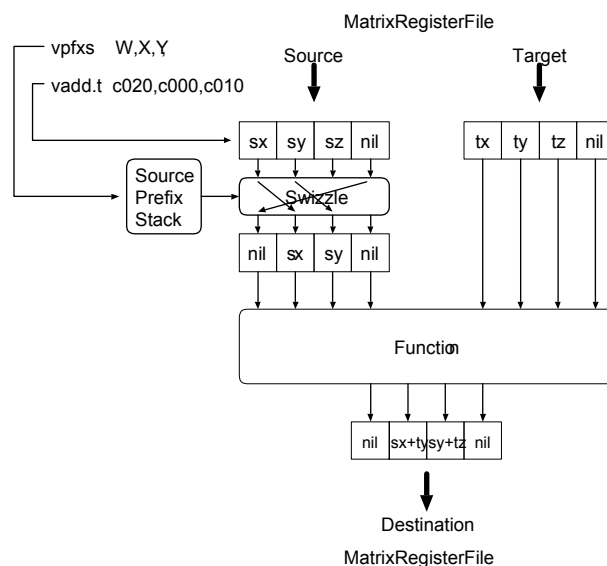 MatrixRegisterFile
vpfxs W,X,Y,
Source
Target
vadd.t c020,c000,c010
sx sy sz nil
tx ty tz nil
Source
Prefix
Stack
Swizzle
nil sx sy nil
Function
nil sx+ty sy+tz nil
Destination
MatrixRegisterFile